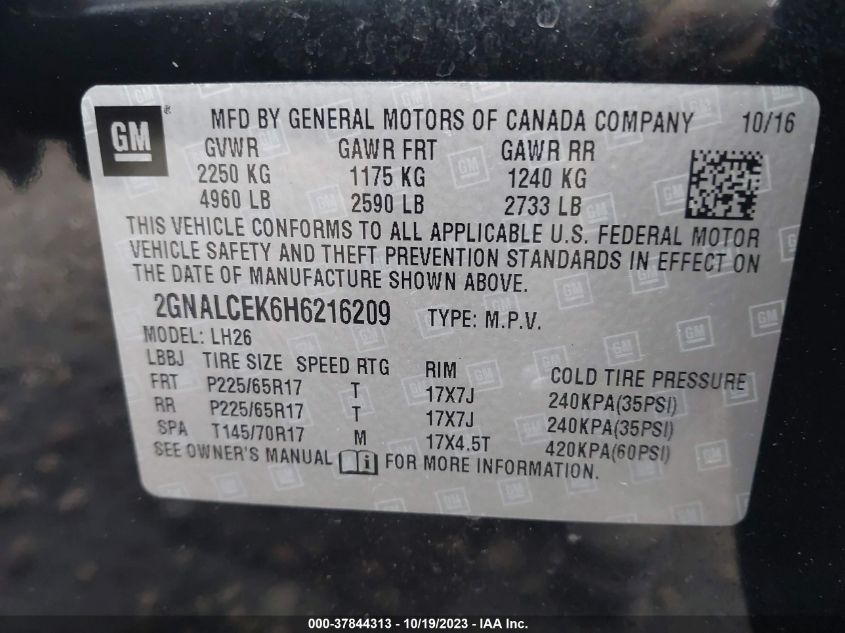 GM® MFD BY GENERAL MOTORS OF CANADA COMPANY 10/16
GVWR GAWR FRT GAWR RR
2250 KG 1175 KG 1240 KG
4960 LB 2590 LB 2733 LB
THIS VEHICLE CONFORMS TO ALL APPLICABLE U.S. FEDERAL MOTOR
VEHICLE SAFETY AND THEFT PREVENTION STANDARDS IN EFFECT ON
THE DATE OF MANUFACTURE SHOWN ABOVE.
2GNALCEK6H6216209 TYPE: M.P.V.
MODEL: LH26
LBBJ TIRE SIZE SPEED RTG RIM COLD TIRE PRESSURE
FRT P225/65R17 T 17X7J 240KPA(35PSI)
RR P225/65R17 T 17X7J 240KPA(35PSI)
SPA T145/70R17 M 17X4.5T 420KPA(60PSI)
SEE OWNER'S MANUAL i FOR MORE INFORMATION.
000-37844313 - 10/19/2023 - IAA Inc.